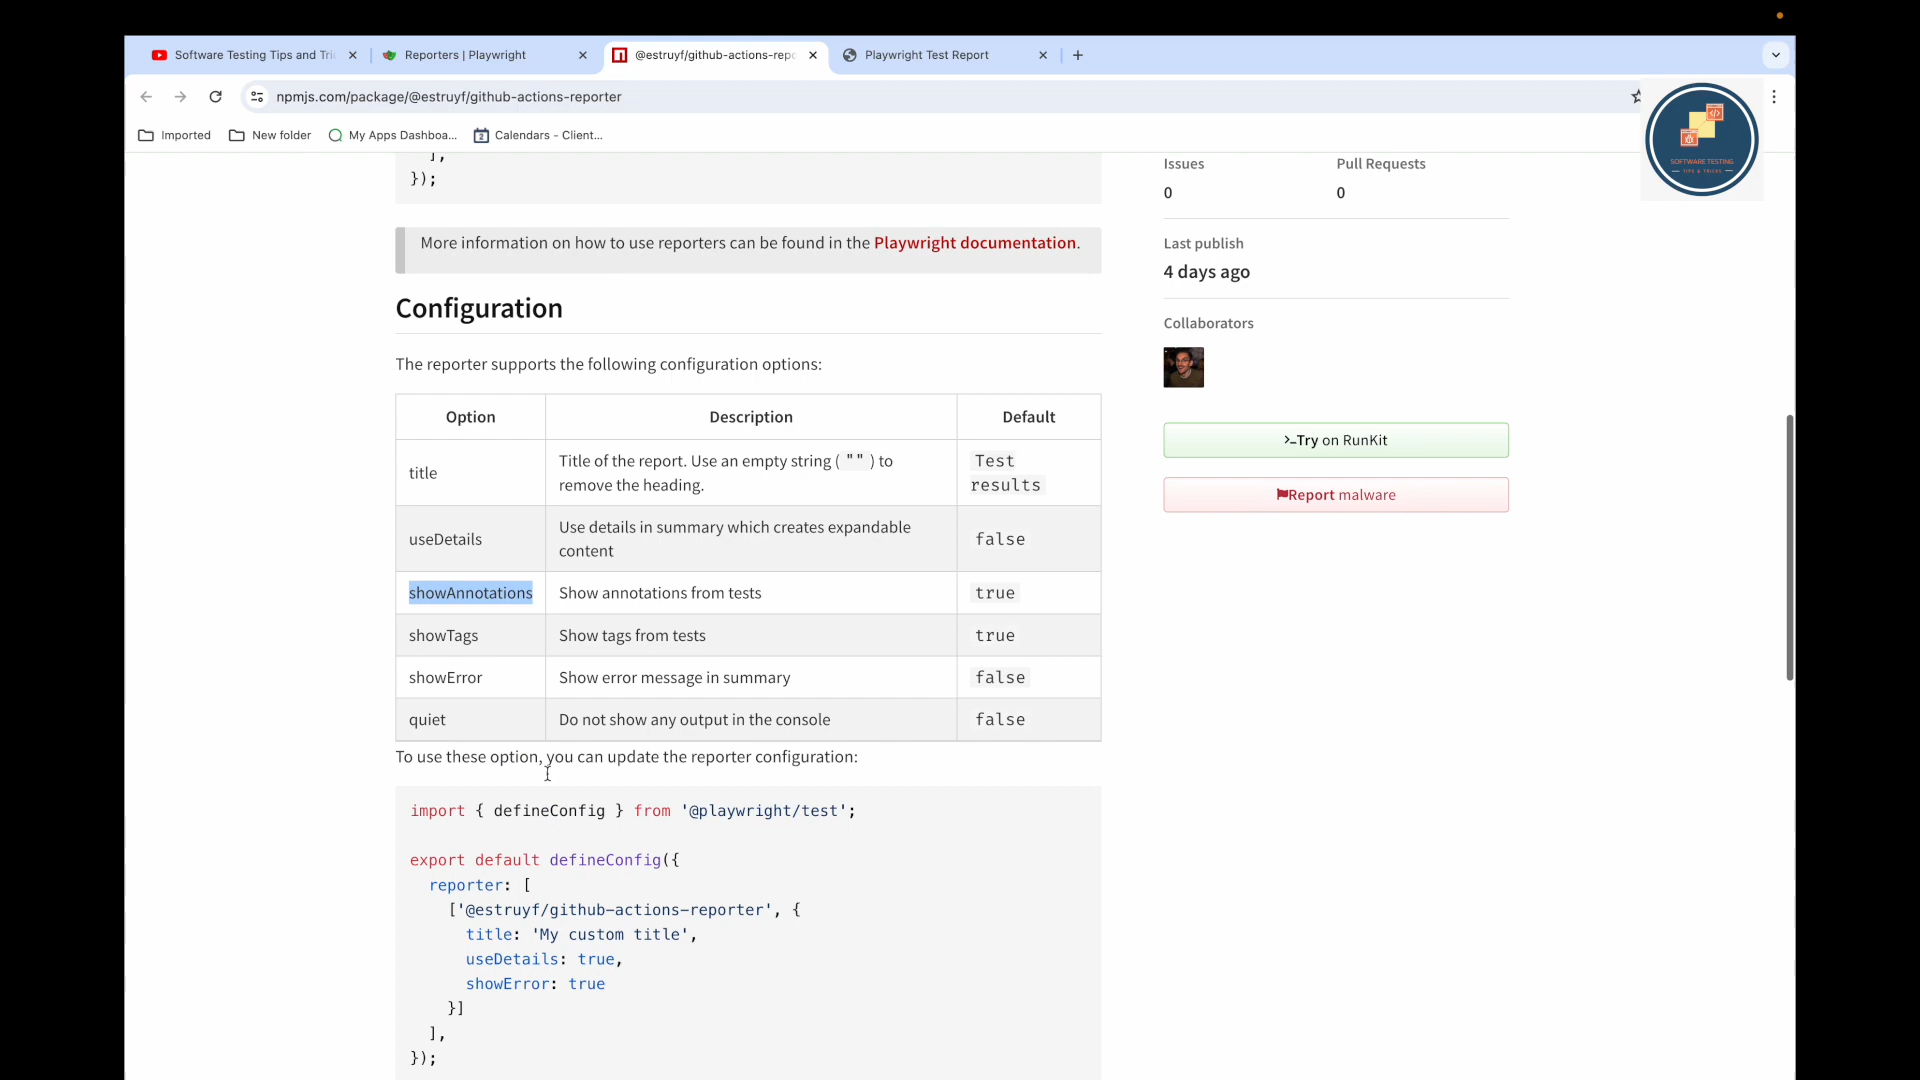 Software Testing Tips and Tri
Reporters | Playwright
@estruyf/github-actions-repo
Playwright Test Report
npmjs.com/package/@estruyf/github-actions-reporter
Imported
New folder
My Apps Dashboa...
Calendars - Client...
SOFTWARE TESTING
TIPS & TRICKS
],
});
More information on how to use reporters can be found in the Playwright documentation.
Configuration
The reporter supports the following configuration options:
Option Description Default
title Title of the report. Use an empty string ( "" ) to remove the heading. Test results
useDetails Use details in summary which creates expandable content false
showAnnotations Show annotations from tests true
showTags Show tags from tests true
showError Show error message in summary false
quiet Do not show any output in the console false
To use these option, you can update the reporter configuration:
import { defineConfig } from '@playwright/test';
export default defineConfig({
reporter: [
['@estruyf/github-actions-reporter', {
title: 'My custom title',
useDetails: true,
showError: true
}]
],
});
Issues
0
Pull Requests
0
Last publish
4 days ago
Collaborators
Try on RunKit
Report malware